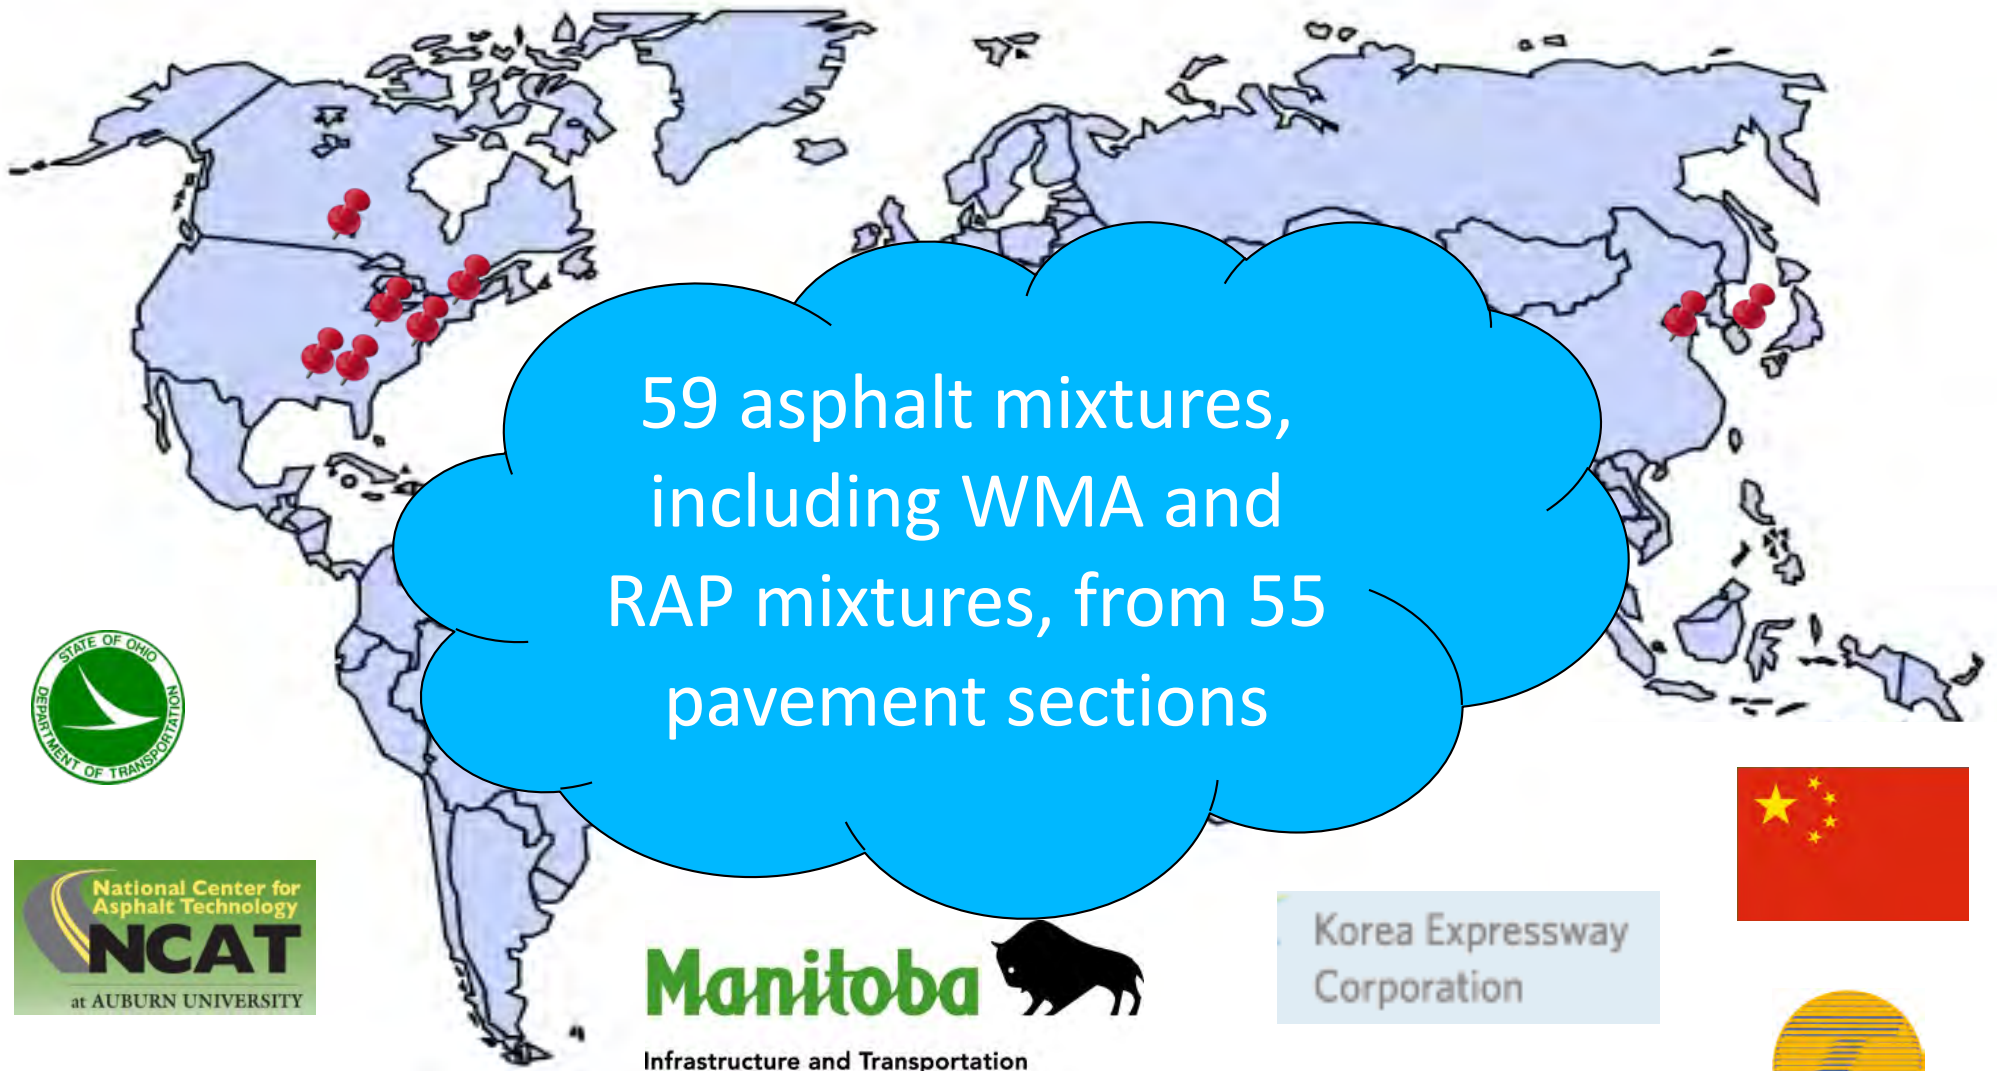 59 asphalt mixtures,
including WMA and
RAP mixtures, from 55
pavement sections
STATE OF OHIO
DEPARTMENT OF TRANSPORTATION
National Center for
Asphalt Technology
NCAT
at AUBURN UNIVERSITY
Manitoba
Infrastructure and Transportation
Korea Expressway
Corporation